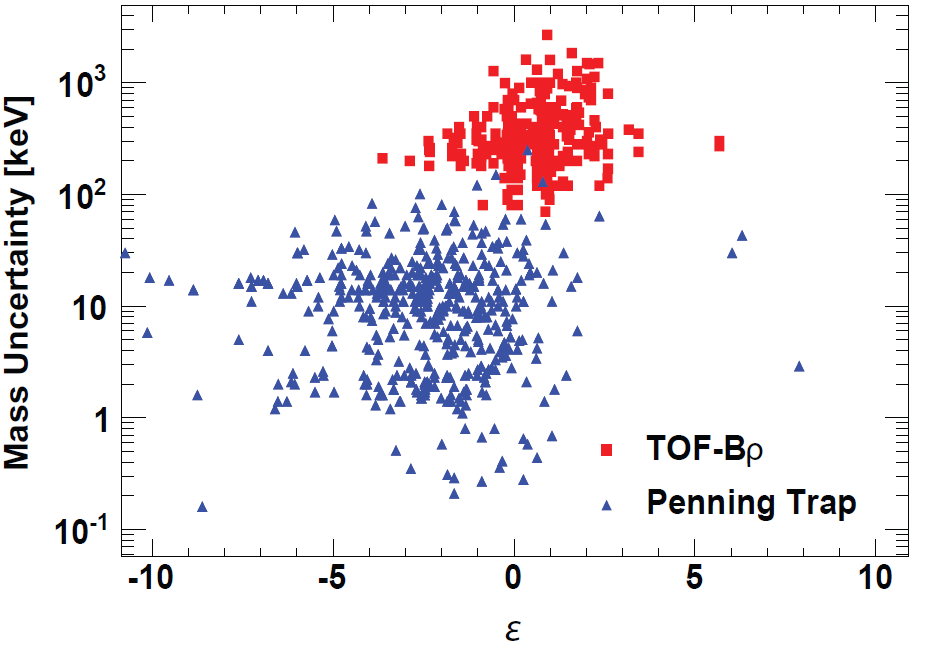 Mass Uncertainty [keV]
10³
10²
10
1
10⁻¹
TOF-Bρ
Penning Trap
-10 -5 0 5 10
ε